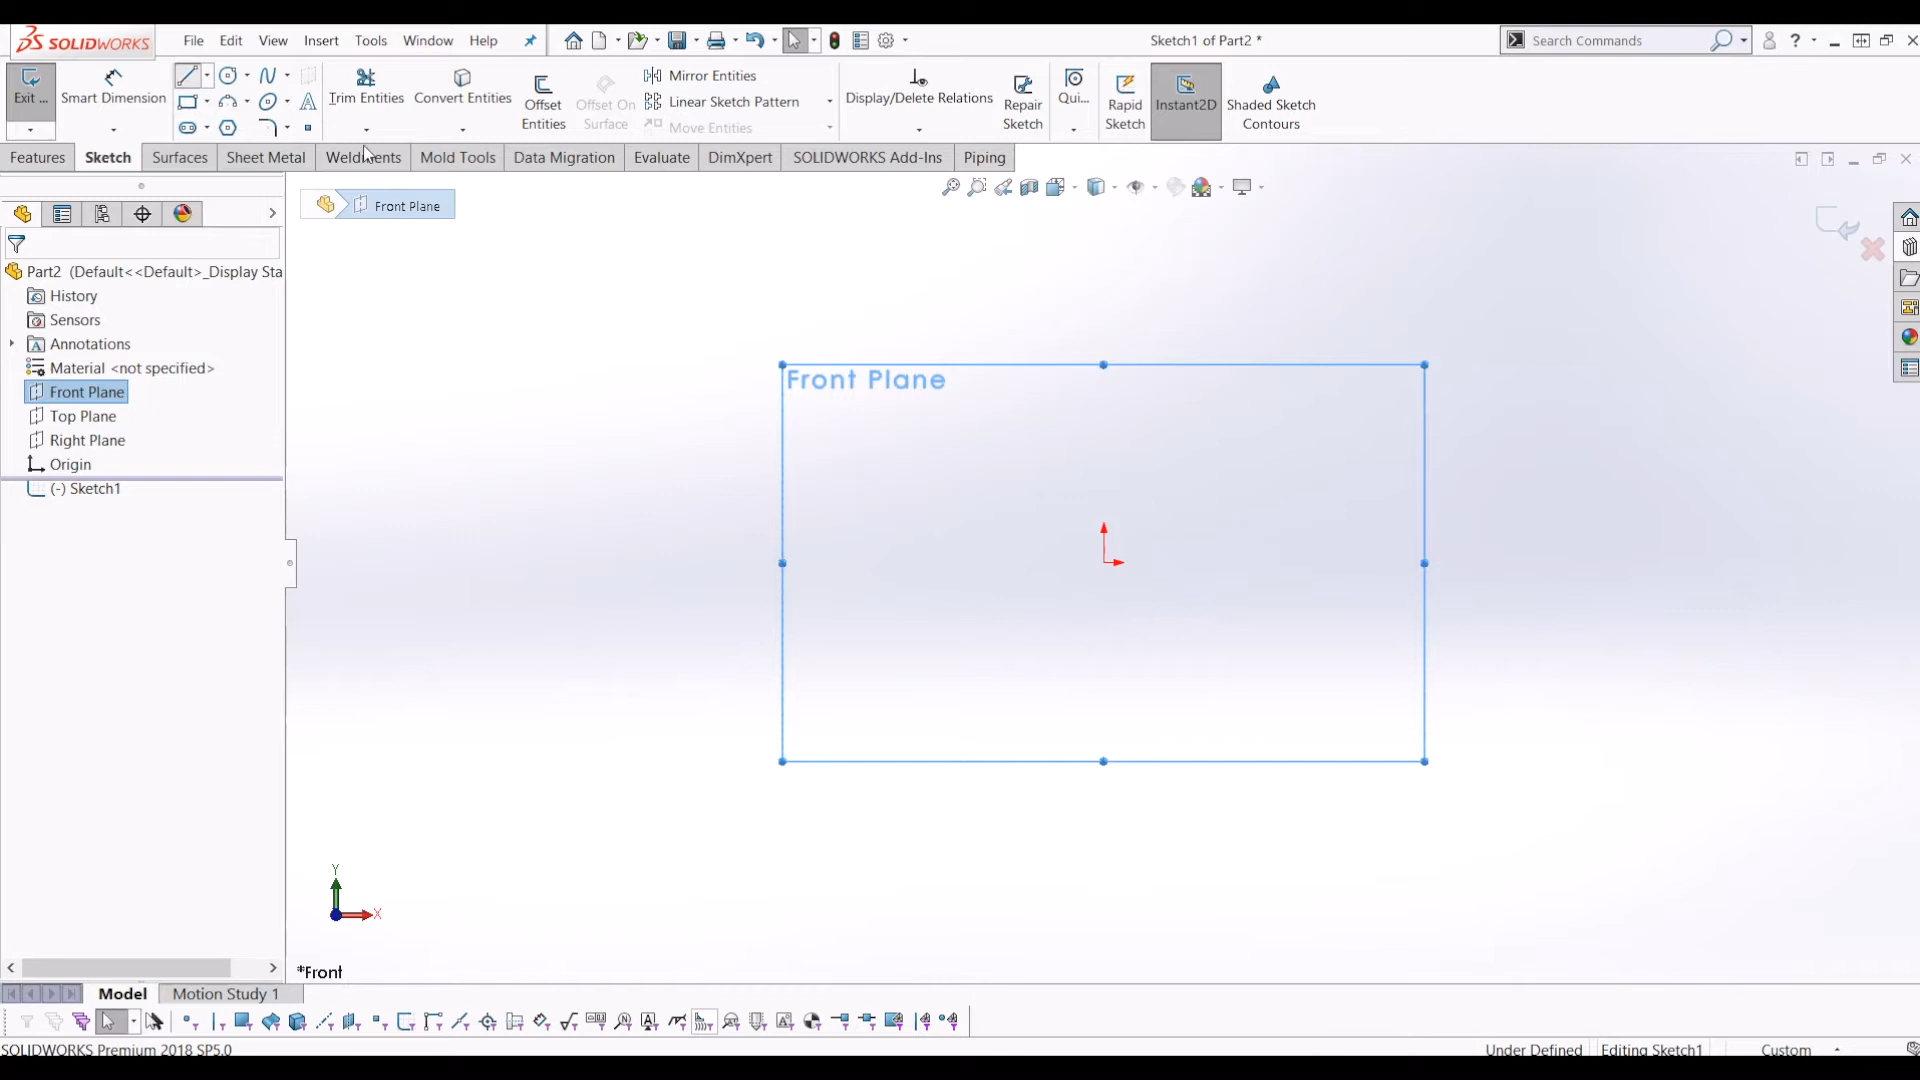 SOLIDWORKS File Edit View Insert Tools Window Help Sketch1 of Part2 * Search Commands ?
Exit ... Smart Dimension Trim Entities Convert Entities Offset Entities Offset On Surface Mirror Entities Display/Delete Relations Repair Sketch Qui... Rapid Sketch Instant2D Shaded Sketch Contours
Linear Sketch Pattern
Move Entities
Features Sketch Surfaces Sheet Metal Weldments Mold Tools Data Migration Evaluate DimXpert SOLIDWORKS Add-Ins Piping
Front Plane
Part2 (Default<<Default>_Display Sta
History
Sensors
Annotations
Material <not specified>
Front Plane
Top Plane
Right Plane
Origin
(-) Sketch1
Front Plane
Y
X
*Front
Model Motion Study 1
SOLIDWORKS Premium 2018 SP5.0 Under Defined Editing Sketch1 Custom